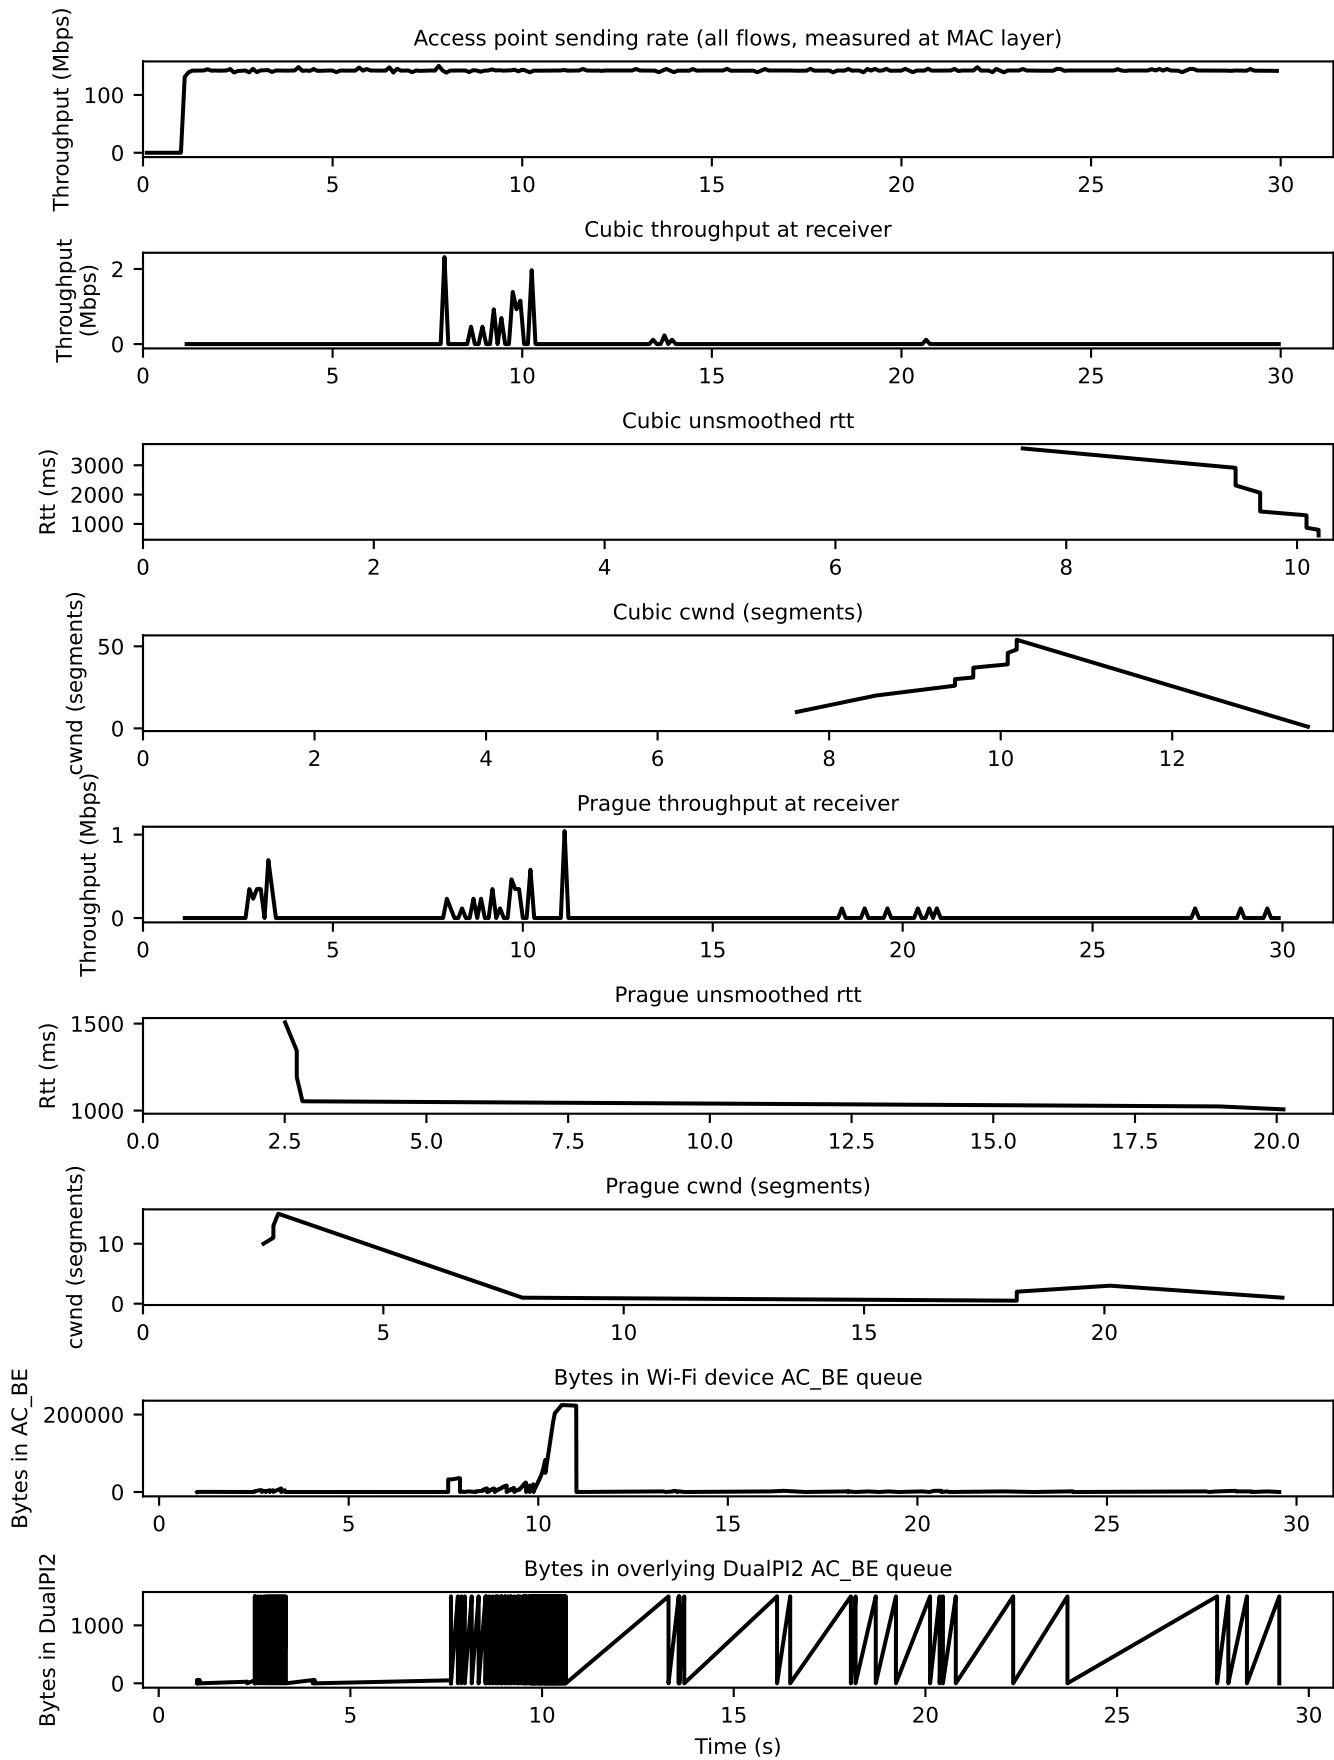 Access point sending rate (all flows, measured at MAC layer)
Throughput (Mbps)
100
0
0 5 10 15 20 25 30
Cubic throughput at receiver
Throughput
(Mbps)
2
0
0 5 10 15 20 25 30
Cubic unsmoothed rtt
Rtt (ms)
3000
2000
1000
0 2 4 6 8 10
Cubic cwnd (segments)
cwnd (segments)
50
0
0 2 4 6 8 10 12
Prague throughput at receiver
Throughput (Mbps)
1
0
0 5 10 15 20 25 30
Prague unsmoothed rtt
Rtt (ms)
1500
1000
0.0 2.5 5.0 7.5 10.0 12.5 15.0 17.5 20.0
Prague cwnd (segments)
cwnd (segments)
10
0
0 5 10 15 20
Bytes in Wi-Fi device AC_BE queue
Bytes in AC_BE
200000
0
0 5 10 15 20 25 30
Bytes in overlying DualPI2 AC_BE queue
Bytes in DualPI2
1000
0
0 5 10 15 20 25 30
Time (s)